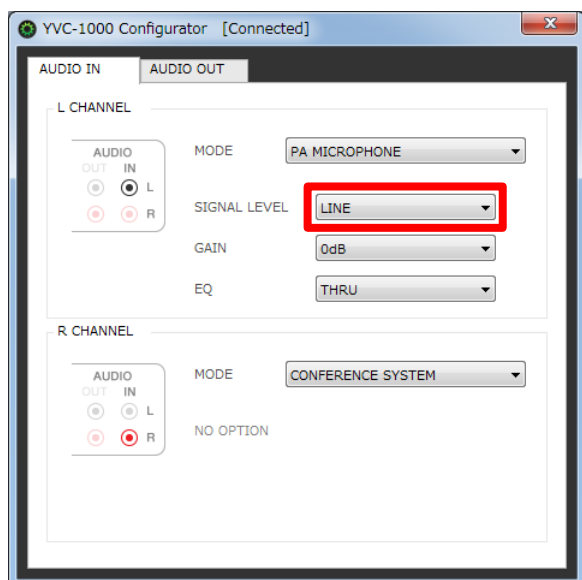 YVC-1000 Configurator [Connected]
AUDIO IN AUDIO OUT
L CHANNEL
AUDIO
OUT IN
L
R
MODE PA MICROPHONE
SIGNAL LEVEL LINE
GAIN 0dB
EQ THRU
R CHANNEL
AUDIO
OUT IN
L
R
MODE CONFERENCE SYSTEM
NO OPTION